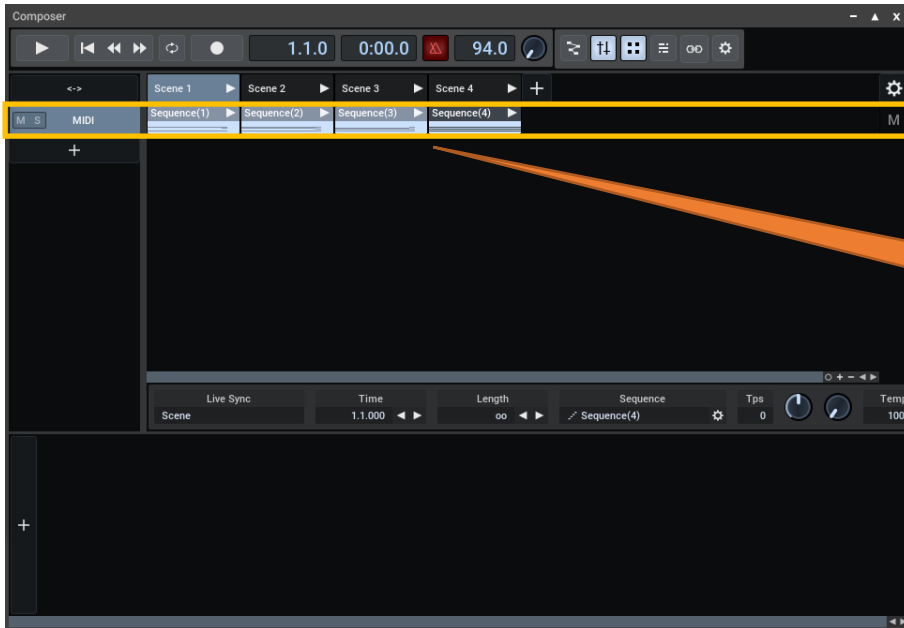 Composer
1.1.0 0:00.0 94.0
<-> Scene 1 Scene 2 Scene 3 Scene 4
M S MIDI Sequence(1) Sequence(2) Sequence(3) Sequence(4) M
Live Sync Time Length Sequence Tps Temp
Scene 1.1.000 ∞ Sequence(4) 0 100